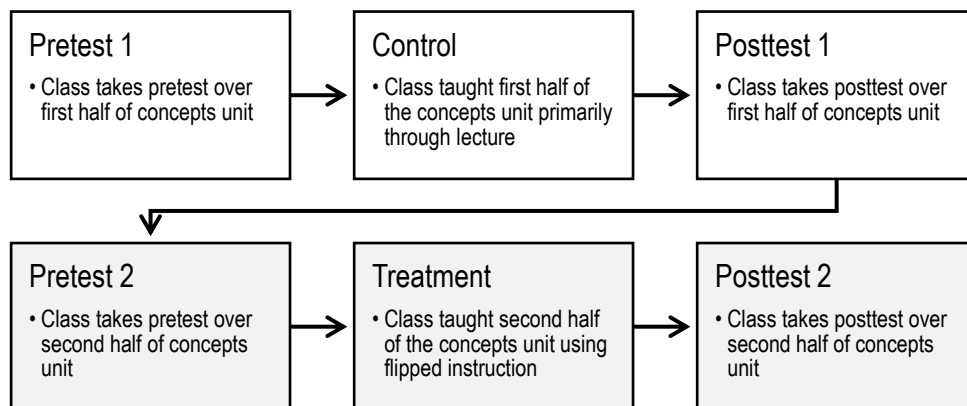 Pretest 1
• Class takes pretest over
first half of concepts unit
Control
• Class taught first half of
the concepts unit primarily
through lecture
Posttest 1
• Class takes posttest over
first half of concepts unit
Pretest 2
• Class takes pretest over
second half of concepts
unit
Treatment
• Class taught second half
of the concepts unit using
flipped instruction
Posttest 2
• Class takes posttest over
second half of concepts
unit